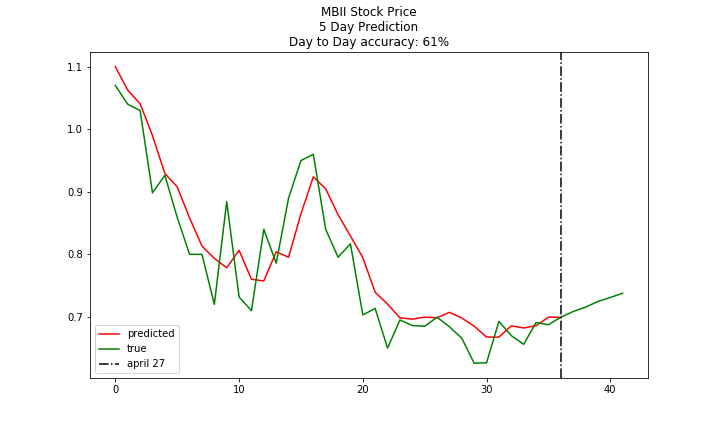 MBII Stock Price
5 Day Prediction
Day to Day accuracy: 61%
1.1
1.0
0.9
0.8
0.7
predicted
true
april 27
0 10 20 30 40